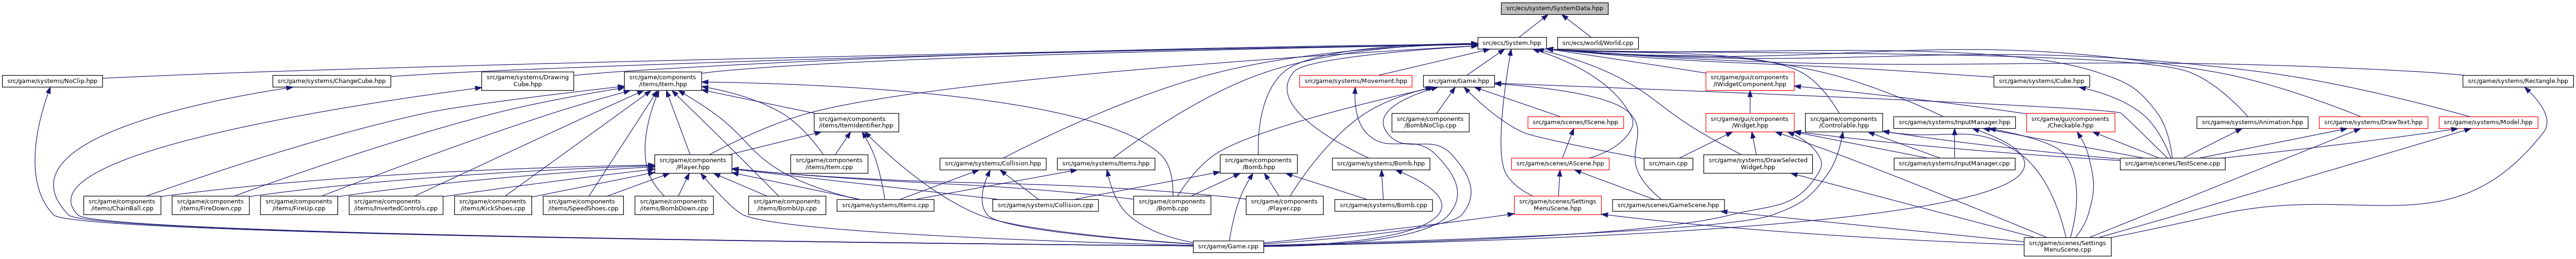 src/ecs/system/SystemData.hpp
src/ecs/System.hpp
src/ecs/world/World.cpp
src/game/systems/NoClip.hpp
src/game/systems/ChangeCube.hpp
src/game/systems/Drawing
Cube.hpp
src/game/components
/items/Item.hpp
src/game/systems/Movement.hpp
src/game/Game.hpp
src/game/gui/components
/IWidgetComponent.hpp
src/game/systems/Cube.hpp
src/game/systems/Rectangle.hpp
src/game/components
/items/ItemIdentifier.hpp
src/game/components
/BombNoClip.cpp
src/game/scenes/IScene.hpp
src/game/gui/components
/Widget.hpp
src/game/components
/Controlable.hpp
src/game/systems/InputManager.hpp
src/game/gui/components
/Checkable.hpp
src/game/systems/Animation.hpp
src/game/systems/DrawText.hpp
src/game/systems/Model.hpp
src/game/components
/Player.hpp
src/game/components
/items/Item.cpp
src/game/systems/Collision.hpp
src/game/systems/Items.hpp
src/game/components
/Bomb.hpp
src/game/systems/Bomb.hpp
src/game/scenes/AScene.hpp
src/main.cpp
src/game/systems/DrawSelected
Widget.hpp
src/game/systems/InputManager.cpp
src/game/scenes/TestScene.cpp
src/game/components
/items/ChainBall.cpp
src/game/components
/items/FireDown.cpp
src/game/components
/items/FireUp.cpp
src/game/components
/items/InvertedControls.cpp
src/game/components
/items/KickShoes.cpp
src/game/components
/items/SpeedShoes.cpp
src/game/components
/items/BombDown.cpp
src/game/components
/items/BombUp.cpp
src/game/systems/Items.cpp
src/game/systems/Collision.cpp
src/game/components
/Bomb.cpp
src/game/components
/Player.cpp
src/game/systems/Bomb.cpp
src/game/scenes/Settings
MenuScene.hpp
src/game/scenes/GameScene.hpp
src/game/Game.cpp
src/game/scenes/Settings
MenuScene.cpp